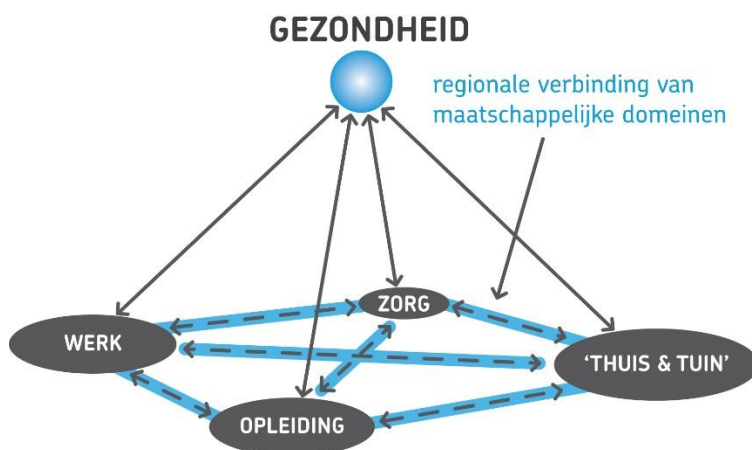 GEZONDHEID
regionale verbinding van
maatschappelijke domeinen
ZORG
WERK
'THUIS & TUIN'
OPLEIDING